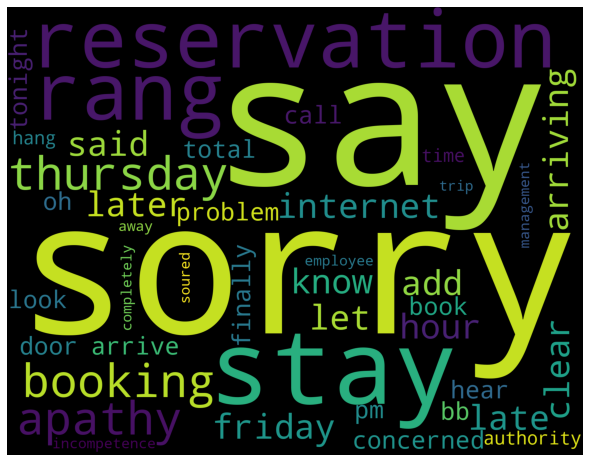 reservation
tonight
rang
say
call
arriving
hang
said
total
time
thursday
trip
oh
later
problem
internet
management
away
sorry
completely
soured
finally
employee
know
add
look
let
book
hour
clear
door
arrive
stay
booking
hear
apathy
friday
pm
bb
late
incompetence
concerned
authority